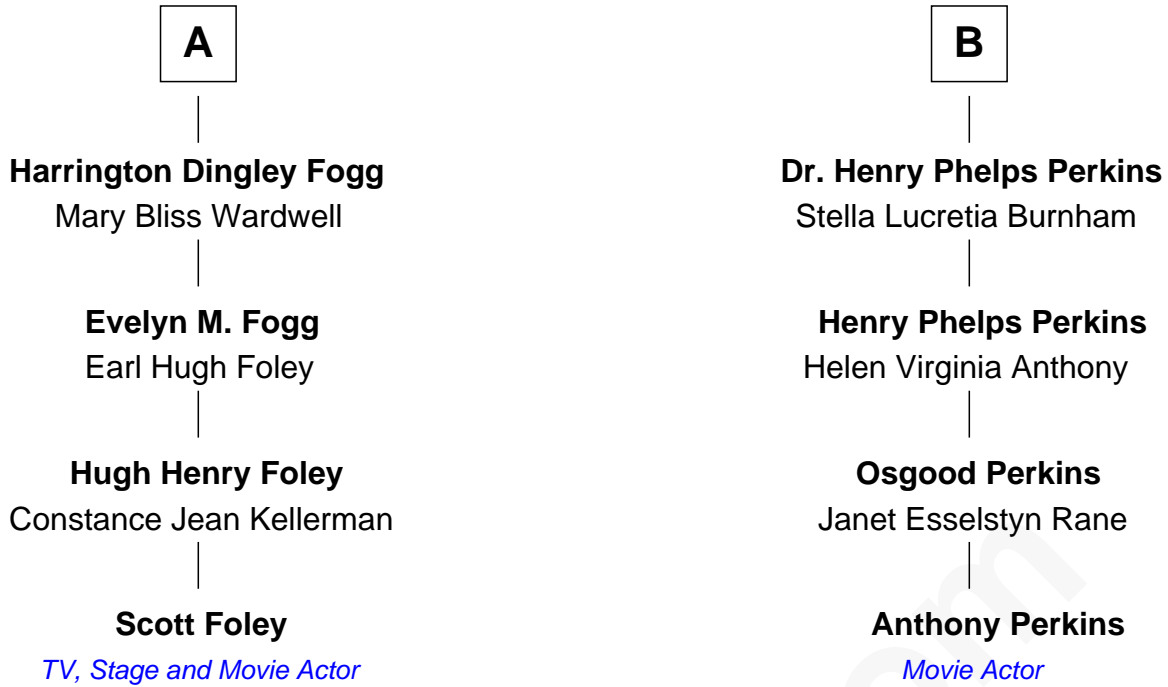 A
Harrington Dingley Fogg
Mary Bliss Wardwell
Evelyn M. Fogg
Earl Hugh Foley
Hugh Henry Foley
Constance Jean Kellerman
Scott Foley
TV, Stage and Movie Actor
B
Dr. Henry Phelps Perkins
Stella Lucretia Burnham
Henry Phelps Perkins
Helen Virginia Anthony
Osgood Perkins
Janet Esselstyn Rane
Anthony Perkins
Movie Actor